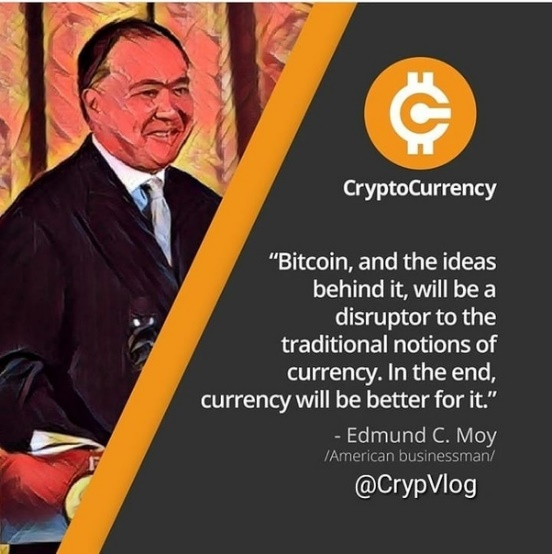 CryptoCurrency
“Bitcoin, and the ideas
behind it, will be a
disruptor to the
traditional notions of
currency. In the end,
currency will be better for it.”
- Edmund C. Moy
/American businessman/
@CrypVlog